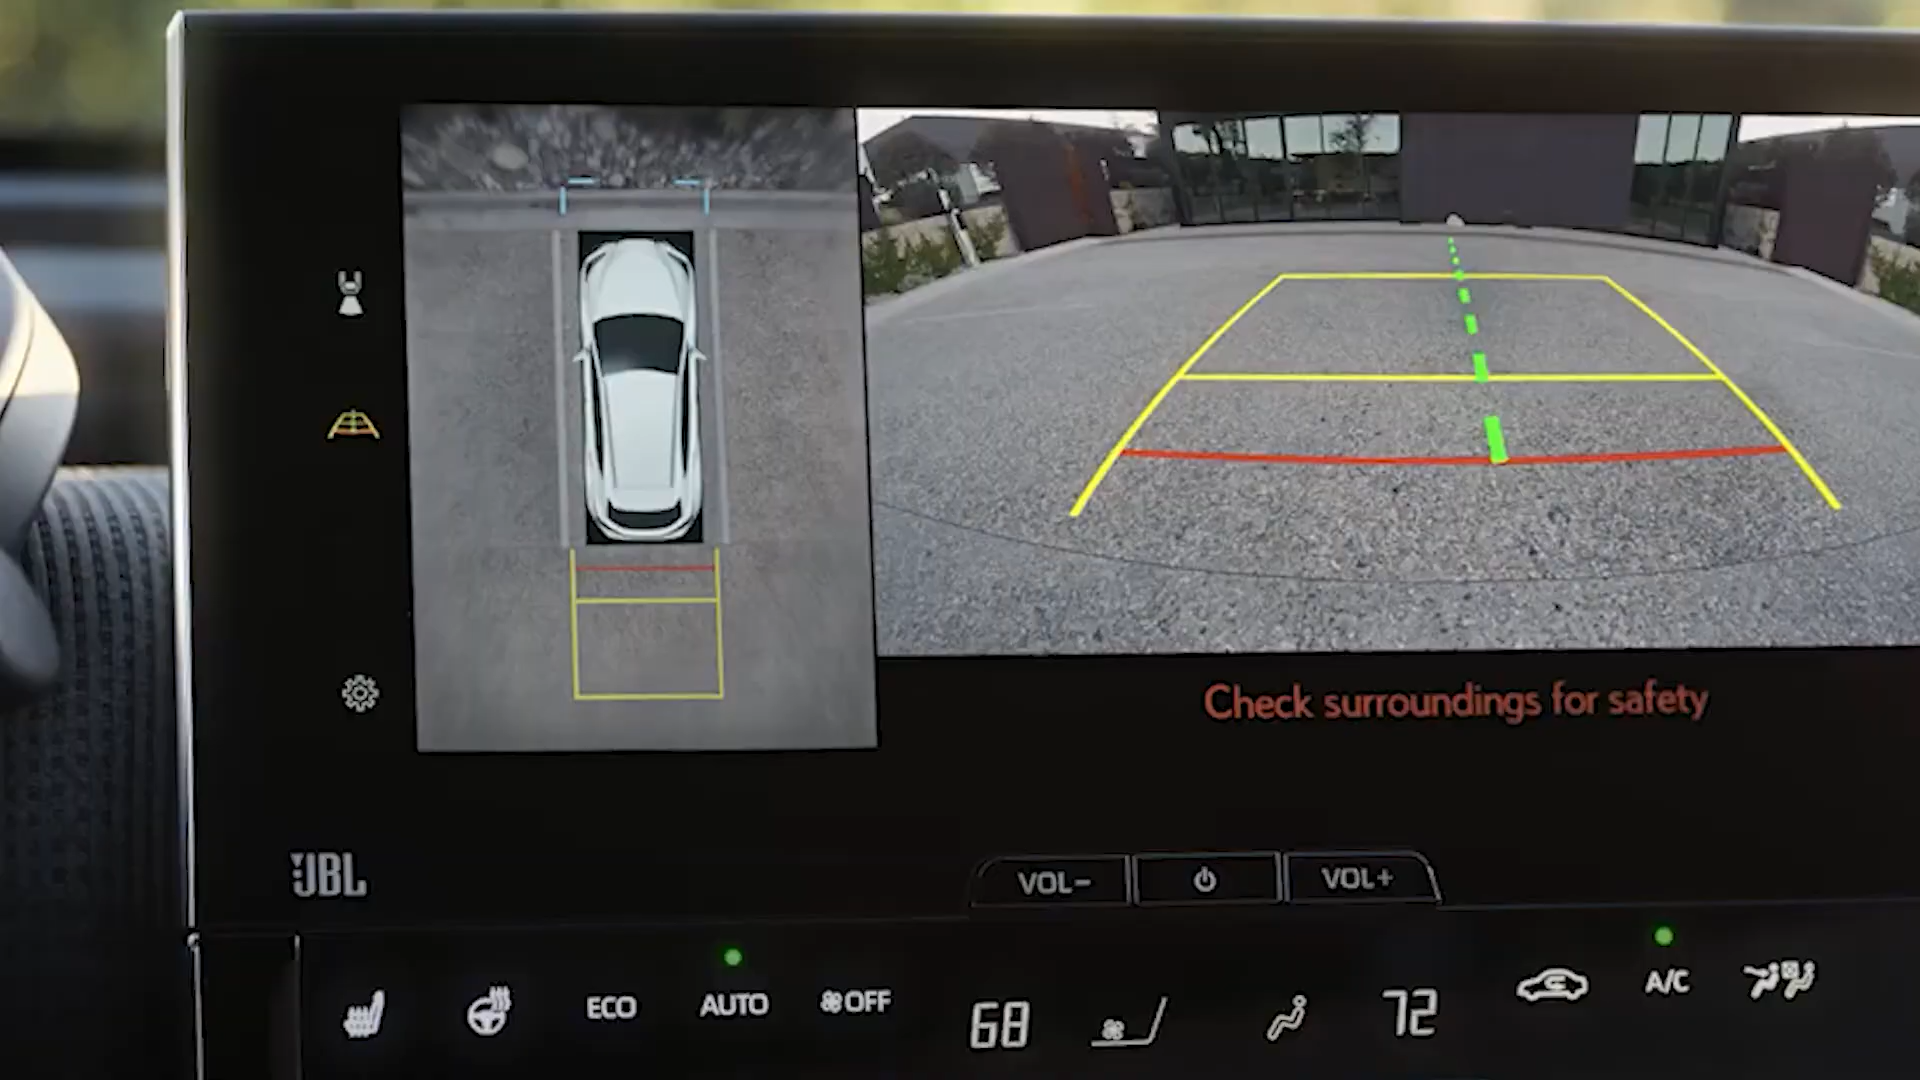 Check surroundings for safety
JBL
VOL-
VOL+
ECO
AUTO
OFF
68
72
A/C